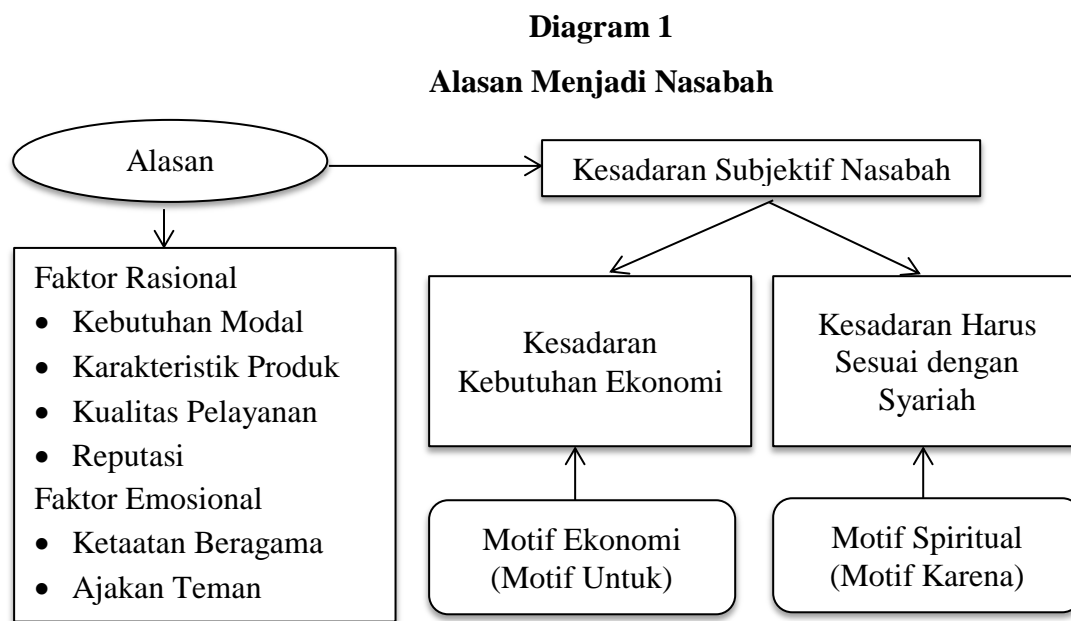 Diagram 1
Alasan Menjadi Nasabah
Alasan
Kesadaran Subjektif Nasabah
Faktor Rasional
• Kebutuhan Modal
• Karakteristik Produk
• Kualitas Pelayanan
• Reputasi
Faktor Emosional
• Ketaatan Beragama
• Ajakan Teman
Kesadaran
Kebutuhan Ekonomi
Kesadaran Harus
Sesuai dengan
Syariah
Motif Ekonomi
(Motif Untuk)
Motif Spiritual
(Motif Karena)